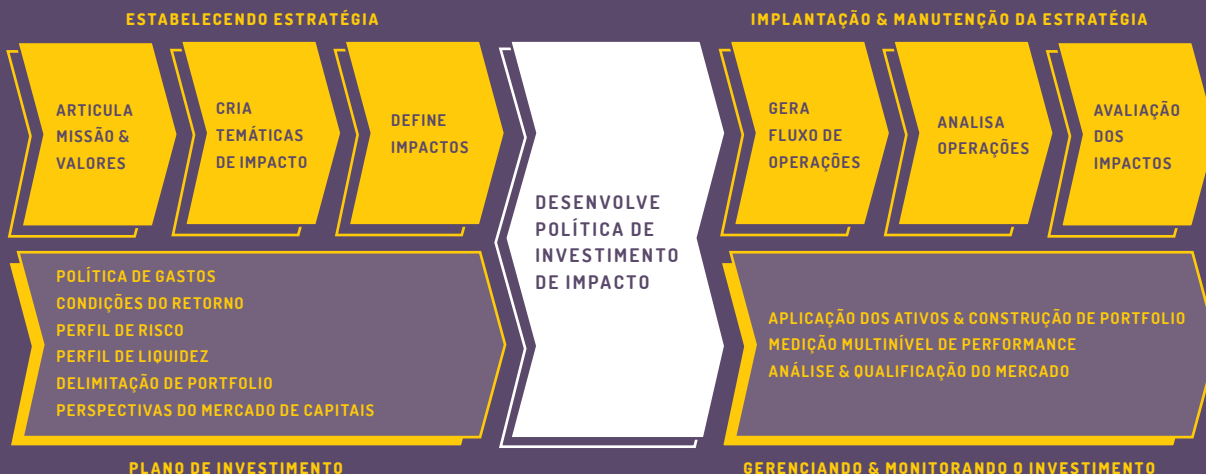 ESTABELECENDO ESTRATÉGIA
ARTICULA
MISSÃO &
VALORES
CRIA
TEMÁTICAS
DE IMPACTO
DEFINE
IMPACTOS
POLÍTICA DE GASTOS
CONDIÇÕES DO RETORNO
PERFIL DE RISCO
PERFIL DE LIQUIDEZ
DELIMITAÇÃO DE PORTFOLIO
PERSPECTIVAS DO MERCADO DE CAPITAIS
PLANO DE INVESTIMENTO
DESENVOLVE
POLÍTICA DE
INVESTIMENTO
DE IMPACTO
IMPLANTAÇÃO & MANUTENÇÃO DA ESTRATÉGIA
GERA
FLUXO DE
OPERAÇÕES
ANALISA
OPERAÇÕES
AVALIAÇÃO
DOS
IMPACTOS
APLICAÇÃO DOS ATIVOS & CONSTRUÇÃO DE PORTFOLIO
MEDIÇÃO MULTINÍVEL DE PERFORMANCE
ANÁLISE & QUALIFICAÇÃO DO MERCADO
GERENCIANDO & MONITORANDO O INVESTIMENTO